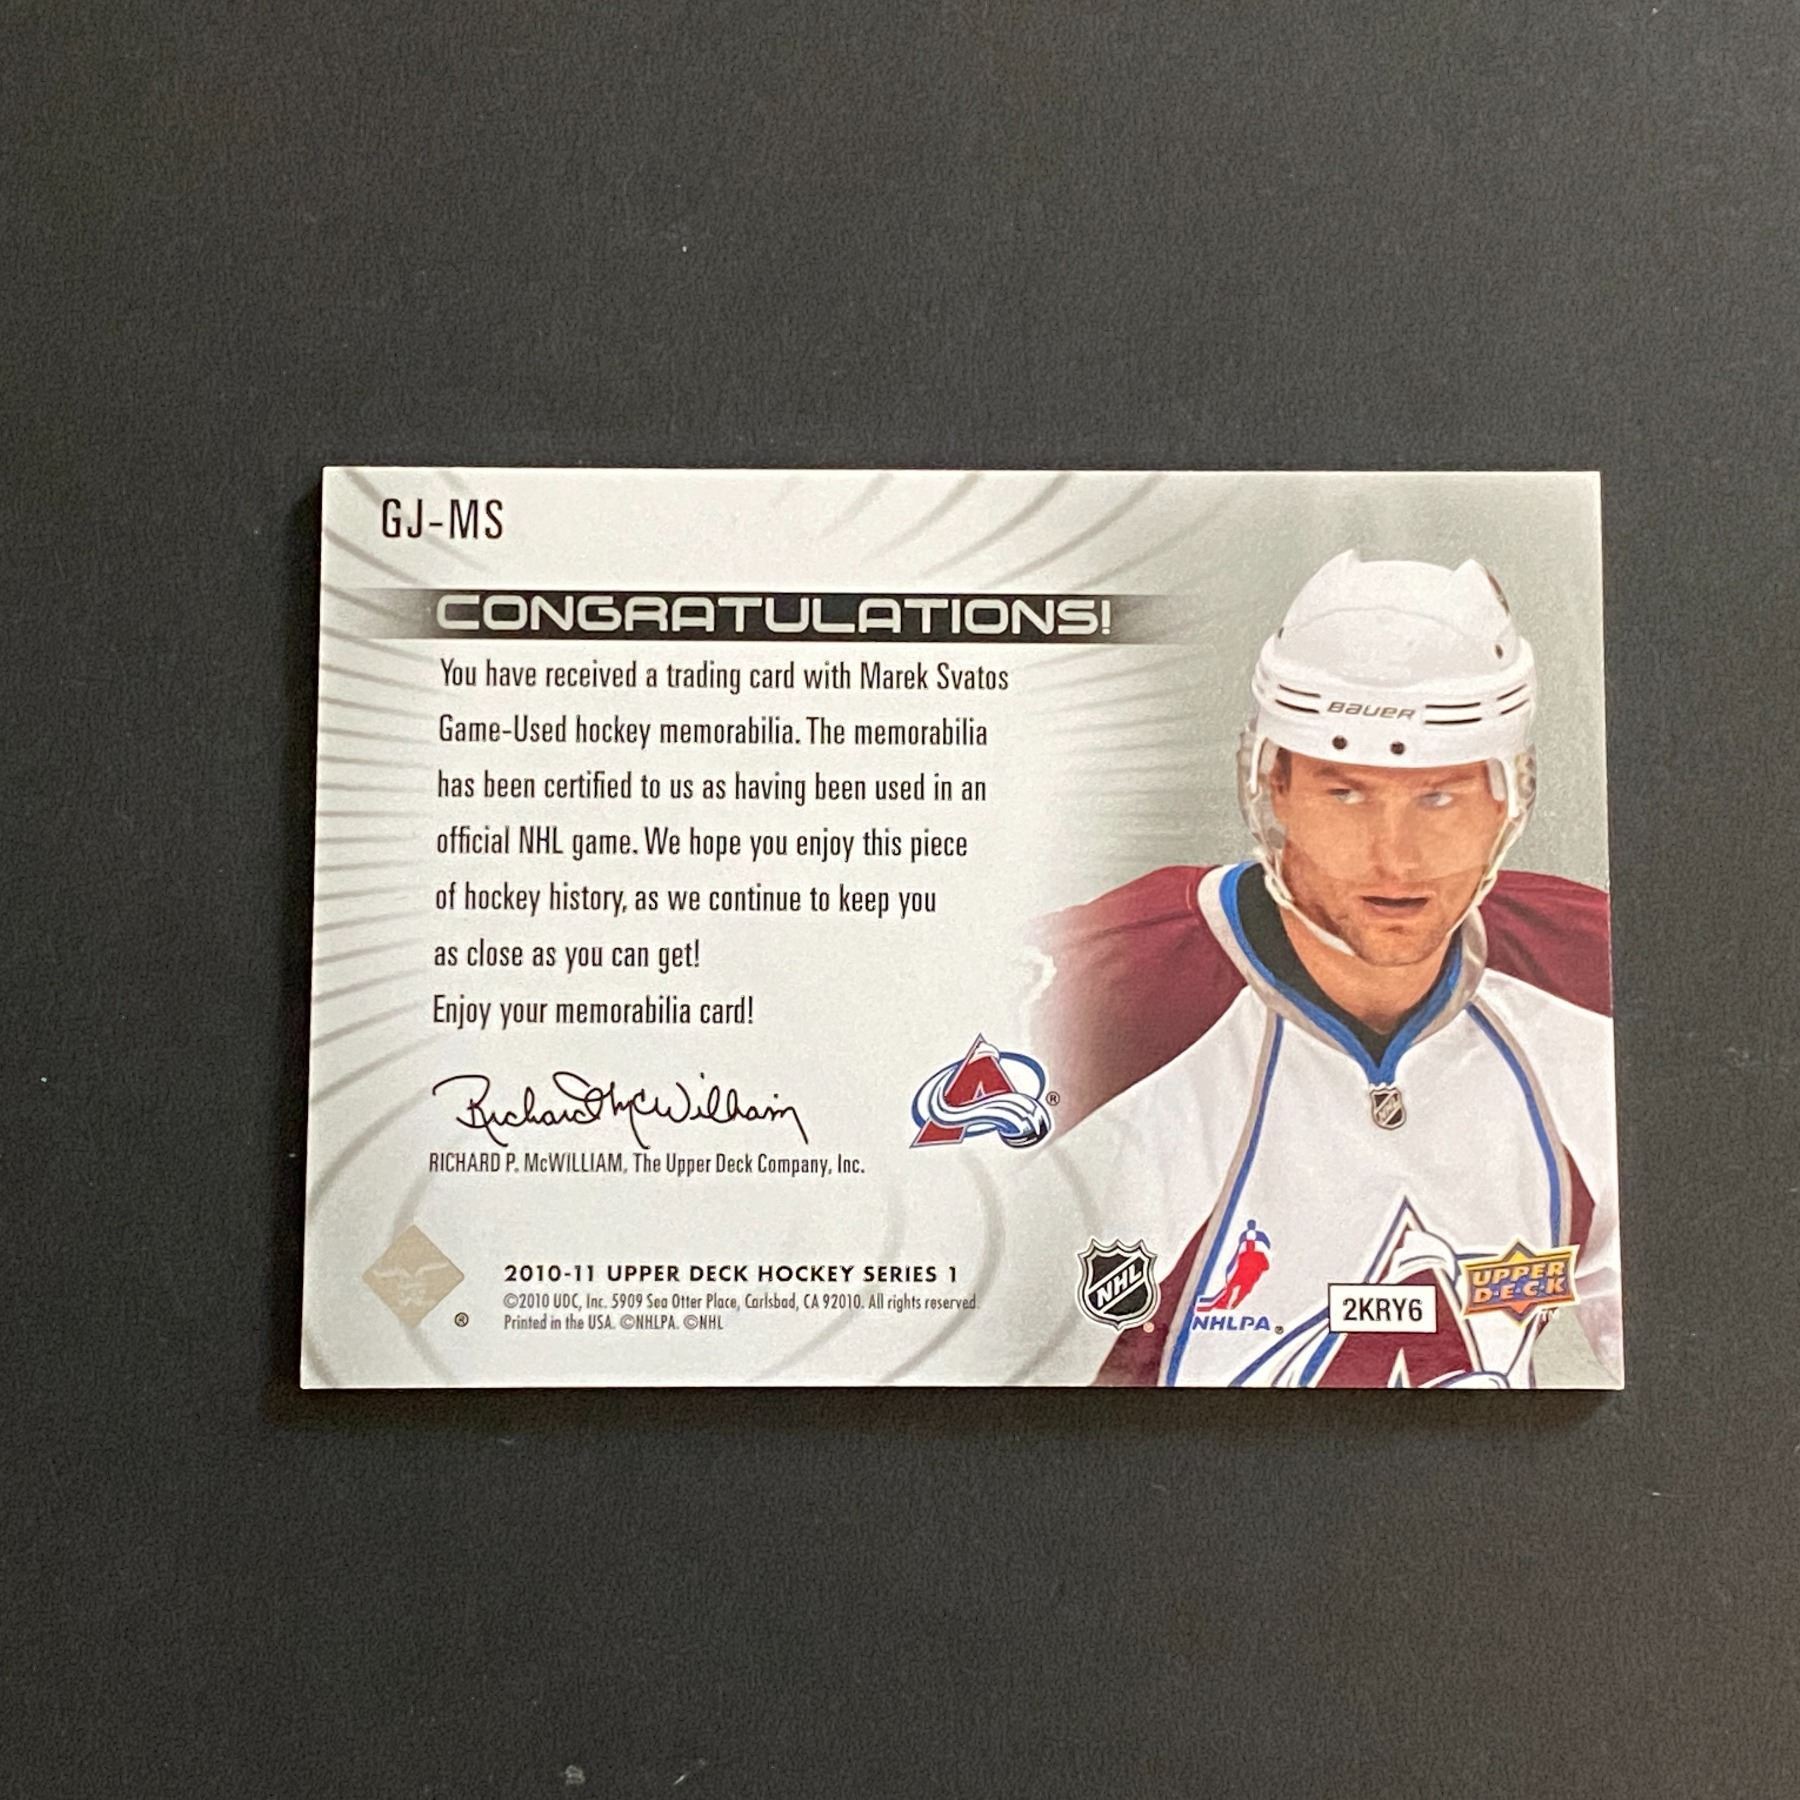 GJ-MS
CONGRATULATIONS!
You have received a trading card with Marek Svatos
Game-Used hockey memorabilia. The memorabilia
has been certified to us as having been used in an
official NHL game. We hope you enjoy this piece
of hockey history, as we continue to keep you
as close as you can get!
Enjoy your memorabilia card!
Richard McWilliam
RICHARD P. McWILLIAM, The Upper Deck Company, Inc.
2010-11 UPPER DECK HOCKEY SERIES 1
©2010 UDC, Inc. 5909 Sea Otter Place, Carlsbad, CA 92010. All rights reserved.
Printed in the USA. ©NHLPA. ©NHL
BAUER
A ®
NHL
NHL ®
NHLPA ®
2KRY6
UPPER
DECK TM
®